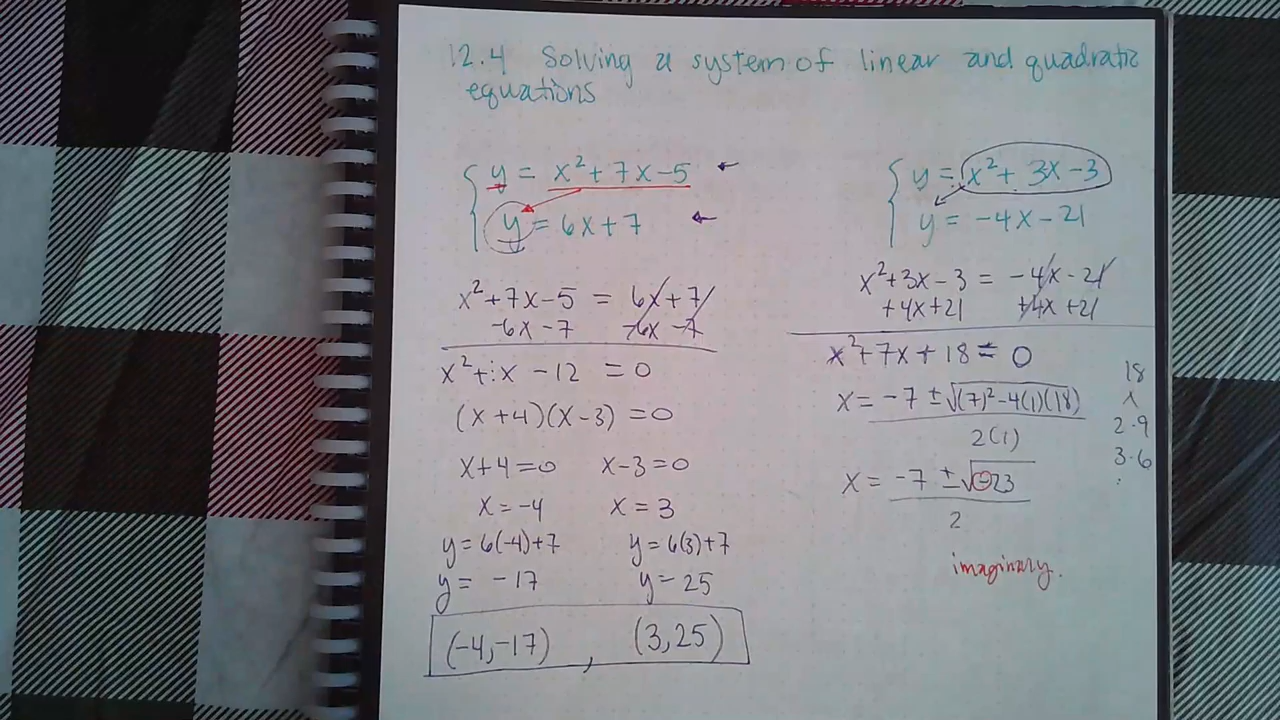 12.4 Solving a system of linear and quadratic
equations
y = x² + 7x - 5 ←
y = 6x + 7 ←
x² + 7x - 5 = 6x + 7
-6x - 7 -6x - 7
x² + x - 12 = 0
(x + 4)(x - 3) = 0
x + 4 = 0 x - 3 = 0
x = -4 x = 3
y = 6(-4) + 7 y = 6(3) + 7
y = -17 y = 25
(-4, -17) , (3, 25)
y = x² + 3x - 3
y = -4x - 21
x² + 3x - 3 = -4x - 21
+4x + 21 +4x + 21
x² + 7x + 18 = 0
x = -7 ± √(7)² - 4(1)(18)
2(1)
x = -7 ± √-23
2
imaginary.
18
2·9
3·6